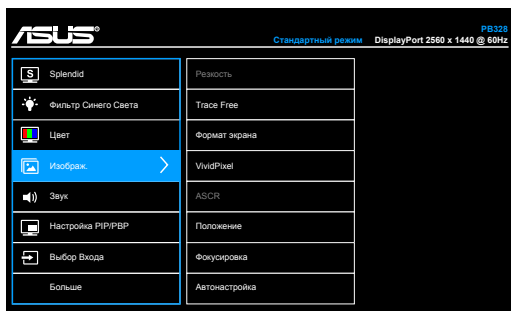 ASUS
PB328
Стандартный режим DisplayPort 2560 x 1440 @ 60Hz
S Splendid
Фильтр Синего Света
Цвет
Изображ.
Звук
Настройка PIP/PBP
Выбор Входа
Больше
Резкость
Trace Free
Формат экрана
VividPixel
ASCR
Положение
Фокусировка
Автонастройка